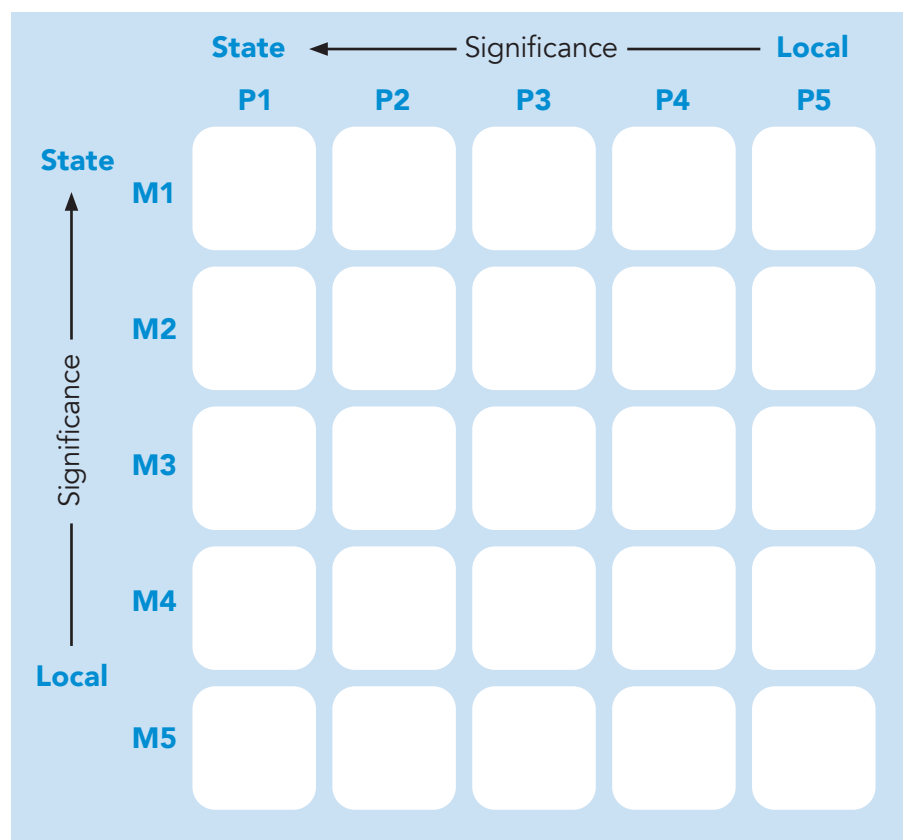 State Significance Local
P1 P2 P3 P4 P5
State
M1
M2
Significance
M3
M4
Local
M5